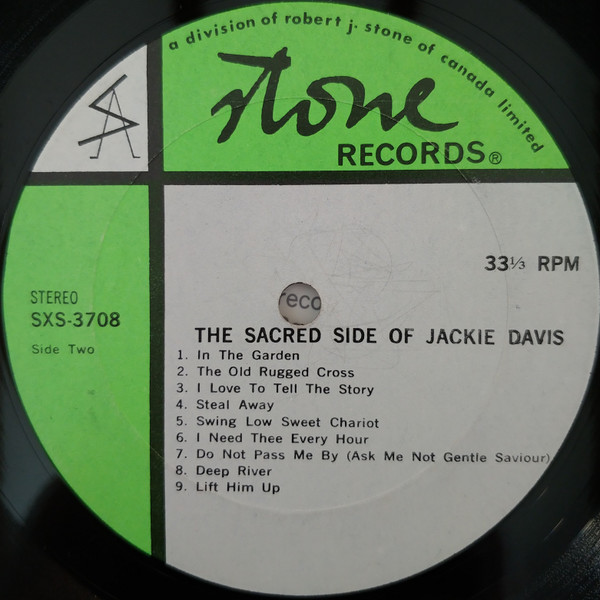 a division of robert j. stone of canada limited
stone
RECORDS®
33⅓ RPM
reco
STEREO
SXS-3708
Side Two
THE SACRED SIDE OF JACKIE DAVIS
1. In The Garden
2. The Old Rugged Cross
3. I Love To Tell The Story
4. Steal Away
5. Swing Low Sweet Chariot
6. I Need Thee Every Hour
7. Do Not Pass Me By (Ask Me Not Gentle Saviour)
8. Deep River
9. Lift Him Up